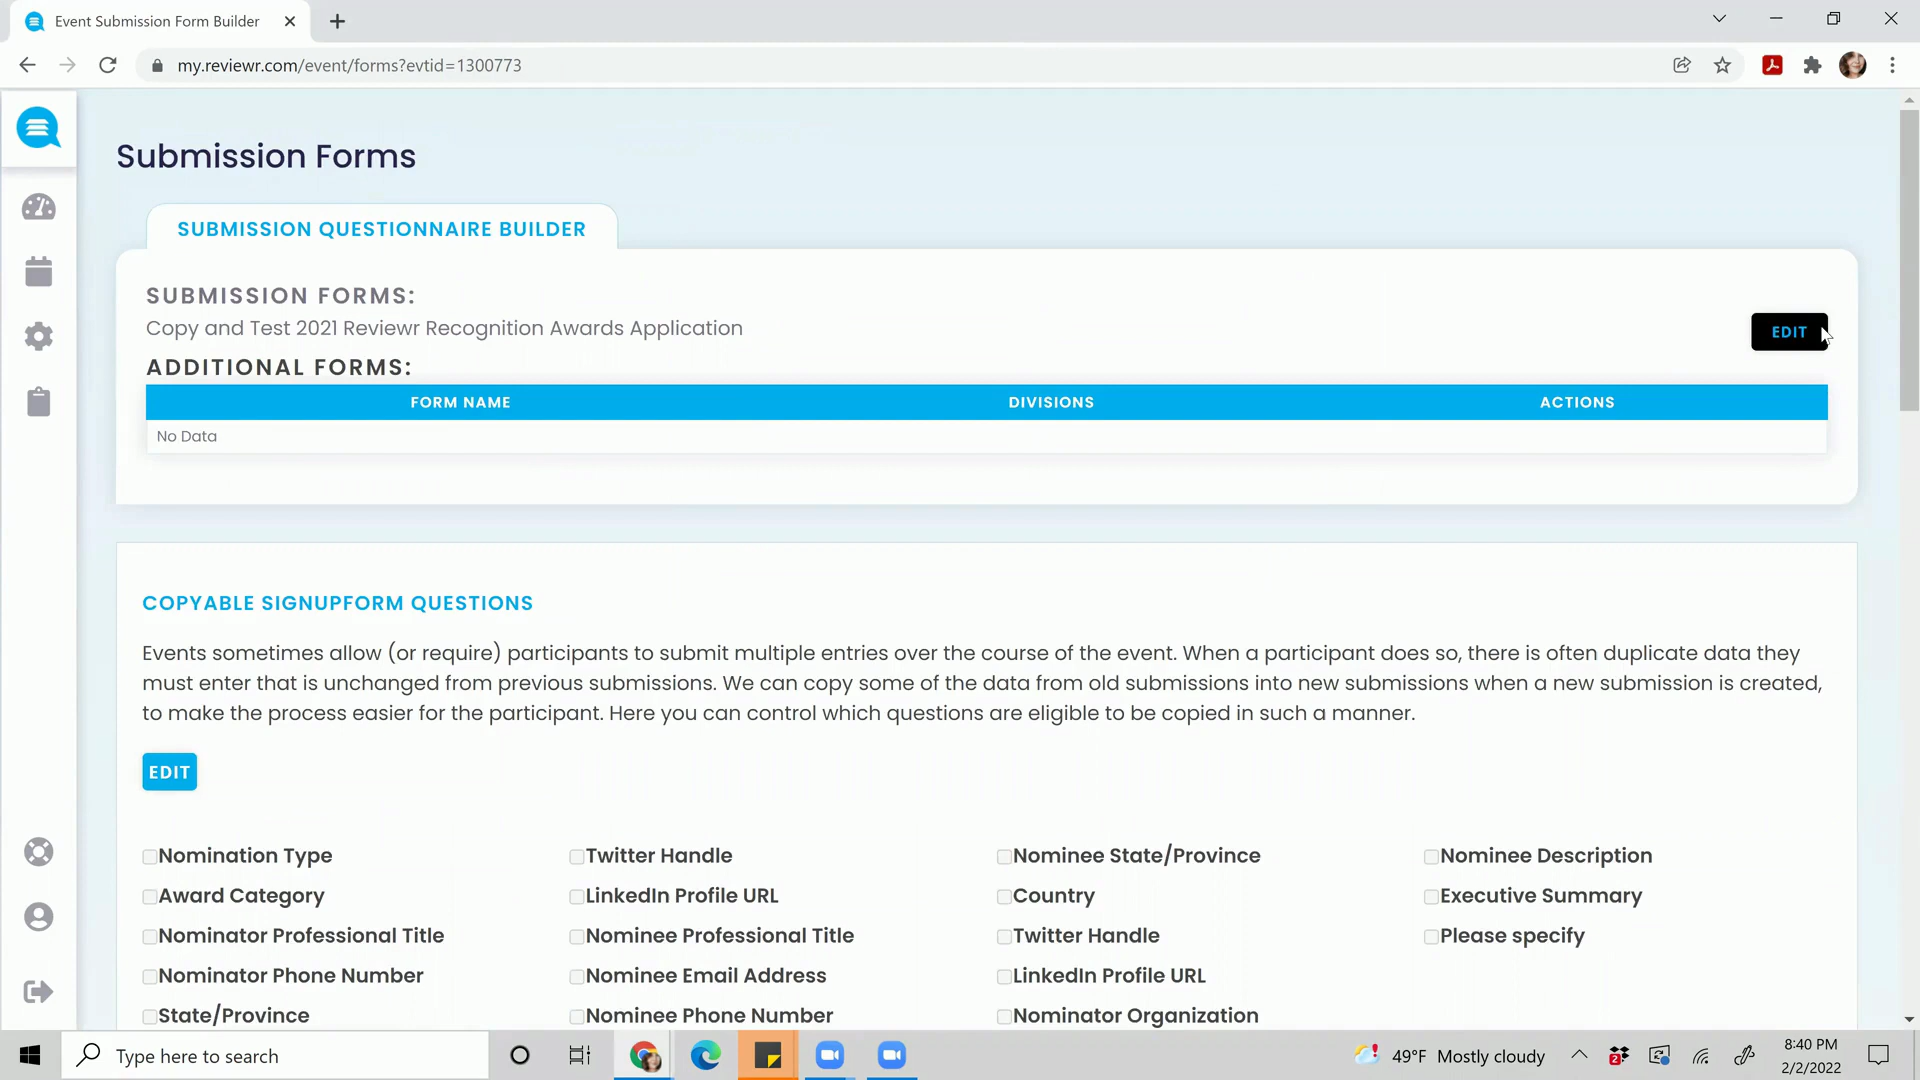 Event Submission Form Builder
my.reviewr.com/event/forms?evtid=1300773
Submission Forms
SUBMISSION QUESTIONNAIRE BUILDER
SUBMISSION FORMS:
Copy and Test 2021 Reviewr Recognition Awards Application
EDIT
ADDITIONAL FORMS:
FORM NAME DIVISIONS ACTIONS
No Data
COPYABLE SIGNUPFORM QUESTIONS
Events sometimes allow (or require) participants to submit multiple entries over the course of the event. When a participant does so, there is often duplicate data they
must enter that is unchanged from previous submissions. We can copy some of the data from old submissions into new submissions when a new submission is created,
to make the process easier for the participant. Here you can control which questions are eligible to be copied in such a manner.
EDIT
Nomination Type Twitter Handle Nominee State/Province Nominee Description
Award Category LinkedIn Profile URL Country Executive Summary
Nominator Professional Title Nominee Professional Title Twitter Handle Please specify
Nominator Phone Number Nominee Email Address LinkedIn Profile URL
State/Province Nominee Phone Number Nominator Organization
Type here to search
49°F Mostly cloudy
2
8:40 PM
2/2/2022